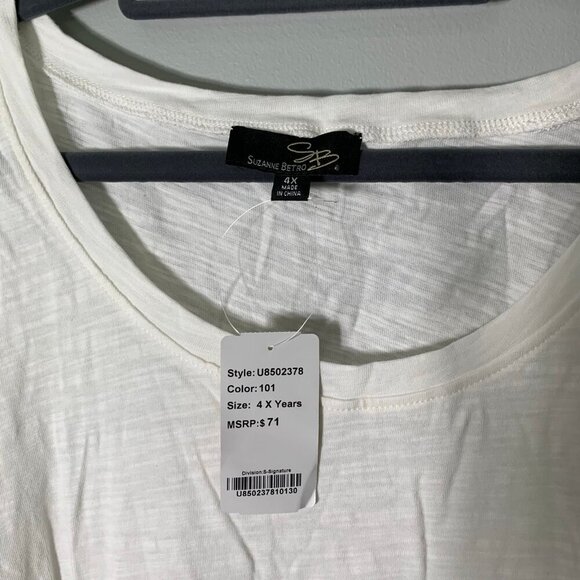 SB
SUZANNE BETRO
4X
MADE
IN CHINA
Style: U8502378
Color: 101
Size: 4 X Years
MSRP:$ 71
Division:S-Signature
U850237810130